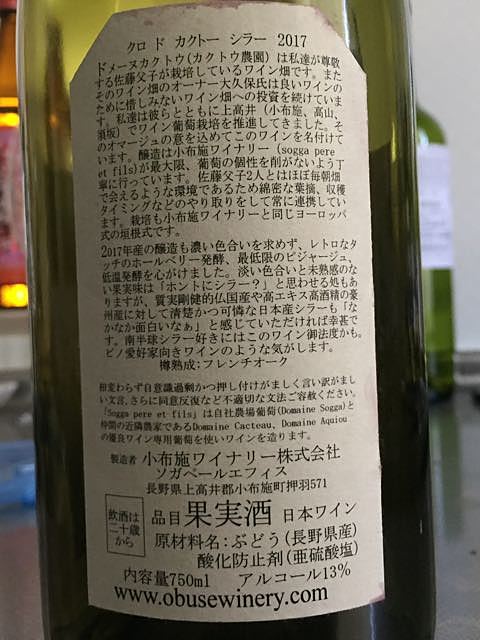 クロ ド カクトー シラー 2017
ドメーヌカクトウ(カクトウ農園)は私達が尊敬
する佐藤父子が栽培しているワイン畑です。また
そのワイン畑のオーナー大久保氏は良いワインの
ために惜しみないワイン畑への投資を続けていま
す。私達は彼らとともに上高井(小布施、高山、
須坂)でワイン葡萄栽培を推進してきました。そ
のオマージュの意を込めてこのワインを名付けて
います。醸造は小布施ワイナリー(sogga pere
et fils)が最大限、葡萄の個性を削がないよう丁
寧に行っています。佐藤父子2人とはほぼ毎朝畑
で会えるような環境であるため綿密な葉摘、収穫
タイミングなどのやり取りをして常に連携してい
ます。栽培も小布施ワイナリーと同じヨーロッパ
式の垣根式です。
2017年産の醸造も濃い色合いを求めず、レトロなタ
ッチのホールベリー発酵、最低限のピジャージュ、
低温発酵を心がけました。淡い色合いと未熟感のな
い果実味は「ホントにシラー?」と思わせる処もあ
りますが、質実剛健的仏国産や高エキス高酒精の豪
州産に対して清楚かつ可憐な日本産シラーも「な
かなか面白いなぁ」と感じていただければ幸甚で
す。南半球シラー好きにはこのワイン御法度かも。
ピノ愛好家向きワインのような気がします。
樽熟成:フレンチオーク
相変わらず自意識過剰かつ押し付けがましく言い訳がまし
い文言、さらに同意反復など不適切な文法ご容赦ください。
「Sogga pere et fils」は自社農場葡萄(Domaine Sogga)と
仲間の近隣農家であるDomaine Cacteau, Domaine Aquiou
の優良ワイン専用葡萄を使いワインを造ります。
製造者 小布施ワイナリー株式会社
ソガペールエフィス
長野県上高井郡小布施町押羽571
飲酒は
二十歳
から
品目 果実酒 日本ワイン
原材料名:ぶどう(長野県産)
酸化防止剤(亜硫酸塩)
内容量750ml アルコール13%
www.obusewinery.com